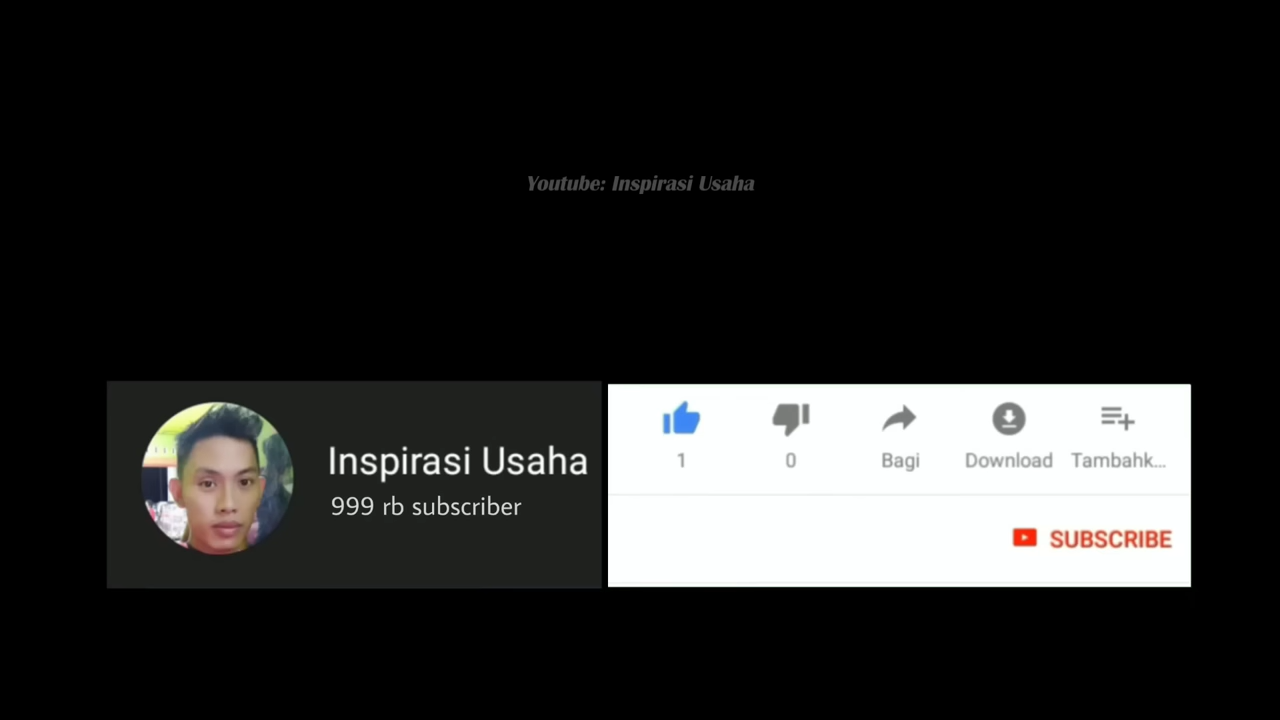 Youtube: Inspirasi Usaha
Inspirasi Usaha
999 rb subscriber
1
0
Bagi
Download
Tambahk...
SUBSCRIBE